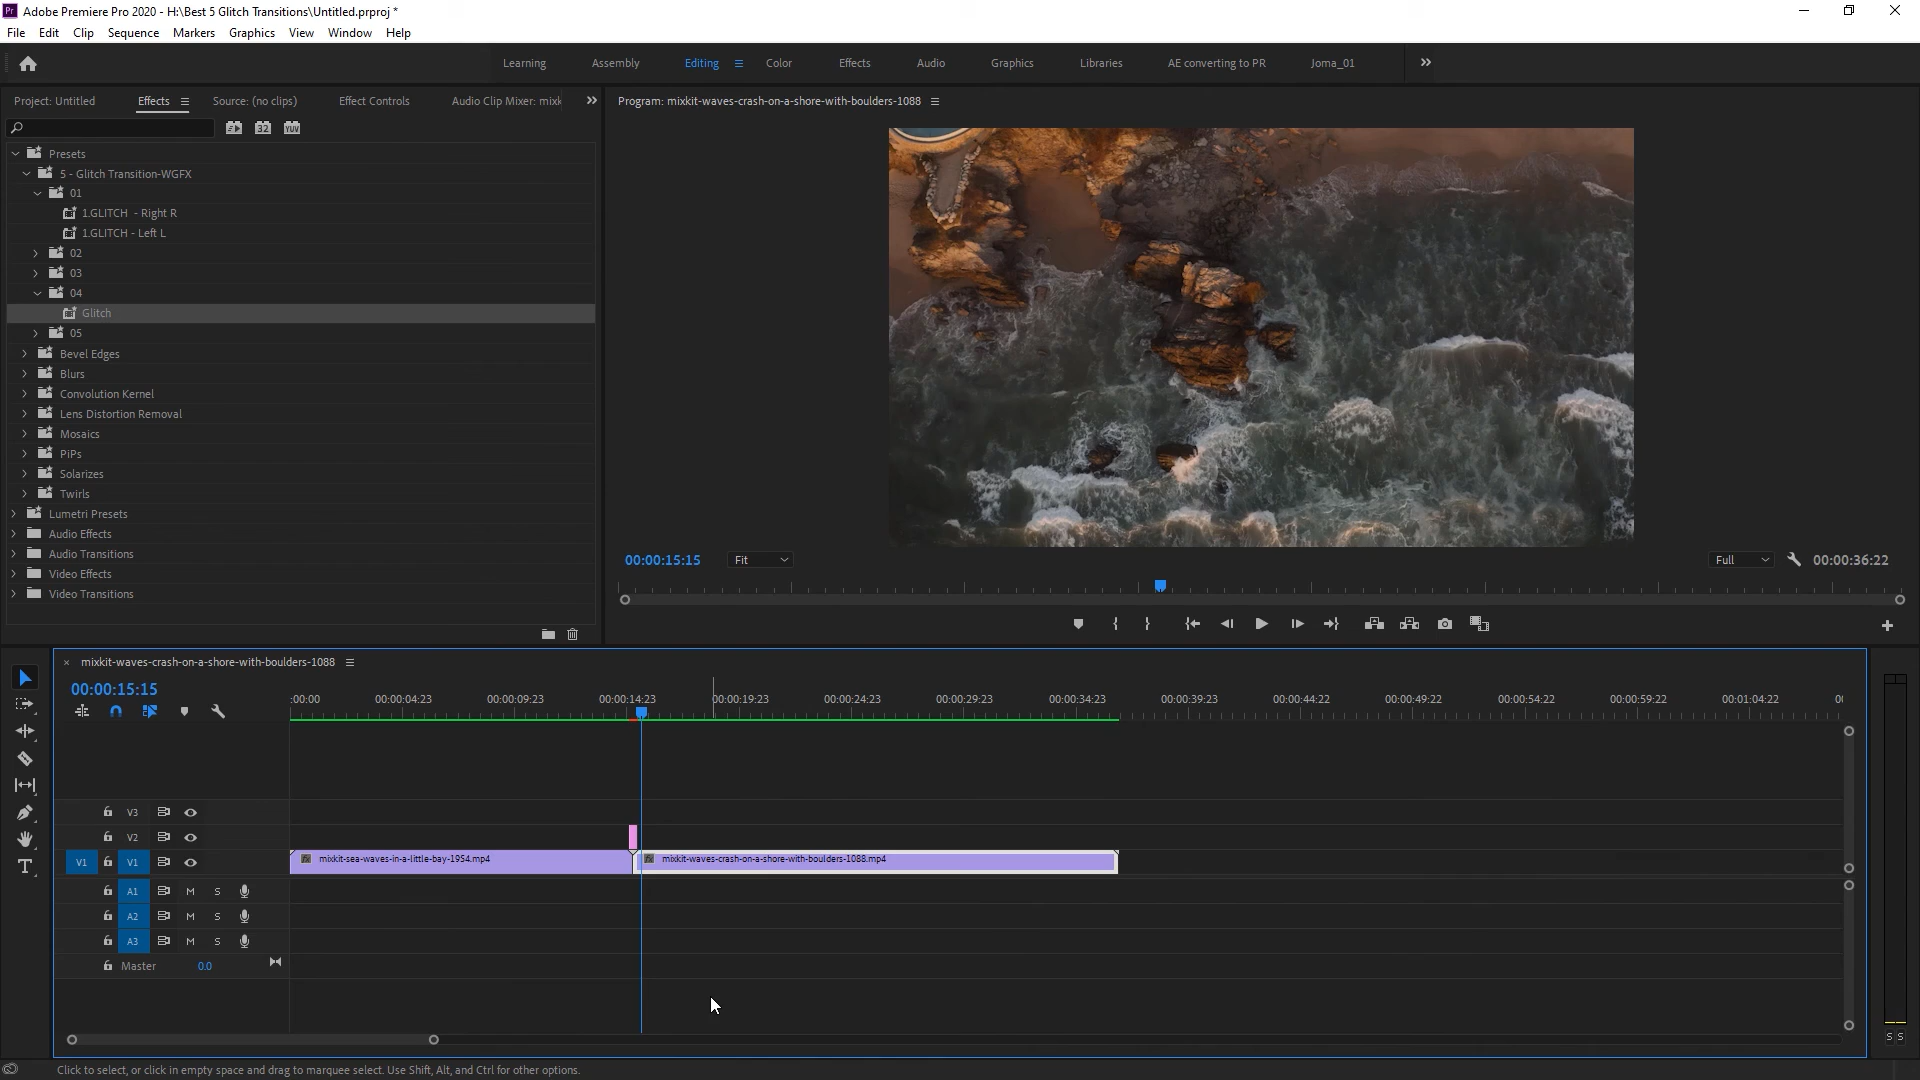 Pr Adobe Premiere Pro 2020 - H:\Best 5 Glitch Transitions\Untitled.prproj *
File Edit Clip Sequence Markers Graphics View Window Help
Learning Assembly Editing Color Effects Audio Graphics Libraries AE converting to PR Joma_01
Project: Untitled Effects Source: (no clips) Effect Controls Audio Clip Mixer: mixk
Program: mixkit-waves-crash-on-a-shore-with-boulders-1088
32 YUV
Presets
5 - Glitch Transition-WGFX
01
1.GLITCH - Right R
1.GLITCH - Left L
02
03
04
Glitch
05
Bevel Edges
Blurs
Convolution Kernel
Lens Distortion Removal
Mosaics
PiPs
Solarizes
Twirls
Lumetri Presets
Audio Effects
Audio Transitions
Video Effects
Video Transitions
00:00:15:15 Fit Full 00:00:36:22
mixkit-waves-crash-on-a-shore-with-boulders-1088
00:00:15:15
:00:00 00:00:04:23 00:00:09:23 00:00:14:23 00:00:19:23 00:00:24:23 00:00:29:23 00:00:34:23 00:00:39:23 00:00:44:22 00:00:49:22 00:00:54:22 00:00:59:22 00:01:04:22 00
V3
V2
V1 V1 mixkit-sea-waves-in-a-little-bay-1954.mp4 mixkit-waves-crash-on-a-shore-with-boulders-1088.mp4
A1 M S
A2 M S
A3 M S
Master 0.0
S S
Click to select, or click in empty space and drag to marquee select. Use Shift, Alt, and Ctrl for other options.